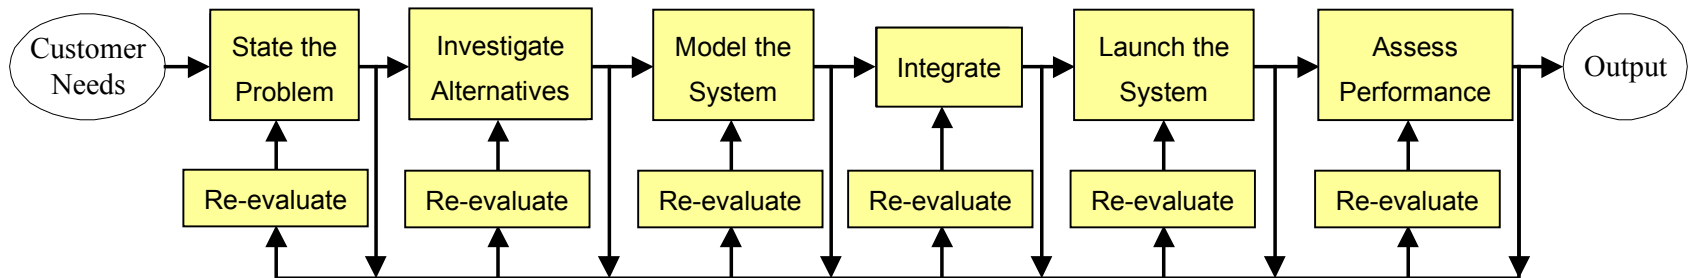 Customer
Needs
State the
Problem
Investigate
Alternatives
Model the
System
Integrate
Launch the
System
Assess
Performance
Output
Re-evaluate
Re-evaluate
Re-evaluate
Re-evaluate
Re-evaluate
Re-evaluate